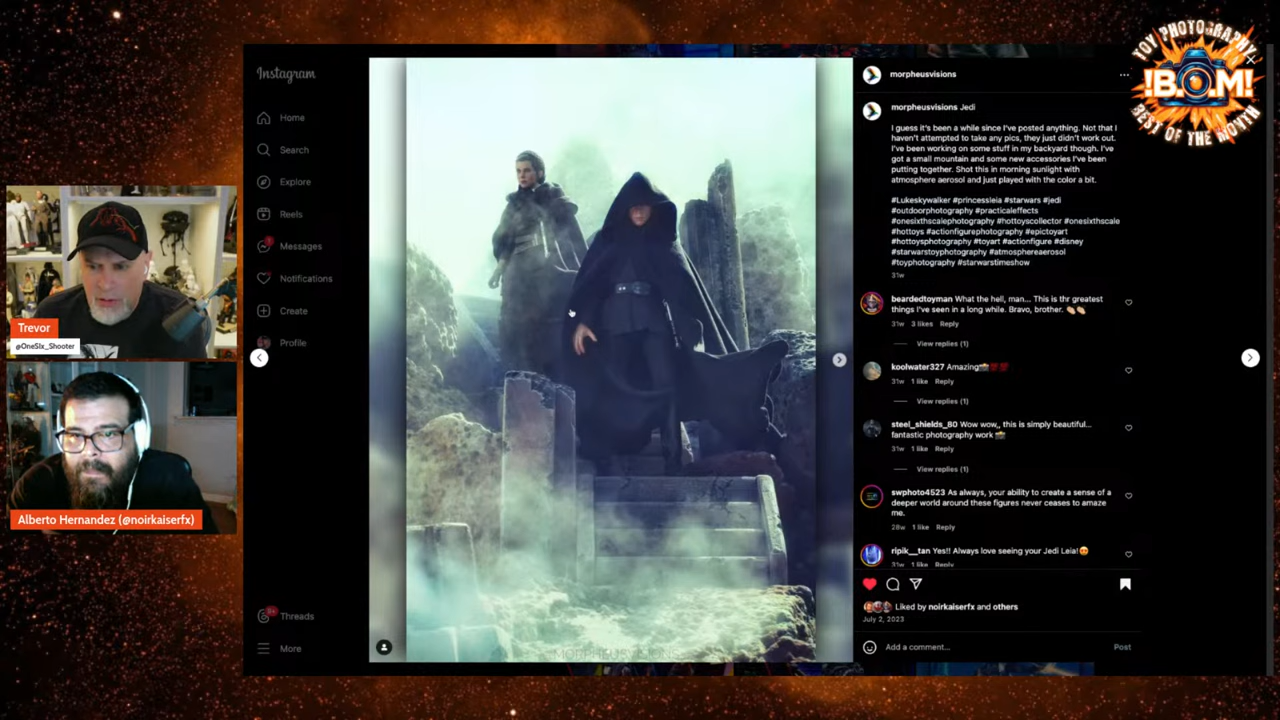 TOY PHOTOGRAPHY
!B.O.M!
BEST OF THE MONTH
Instagram
Home
Search
Explore
Reels
Messages
Notifications
Create
Profile
Threads
More
Trevor
@OneSix_Shooter
Alberto Hernandez (@noirkaiserfx)
MORPHEUSVISIONS
morpheusvisions
morpheusvisions Jedi
I guess it's been a while since I've posted anything. Not that I
haven't attempted to take any pics, they just didn't work out.
I've been working on some stuff in my backyard though. I've
got a small mountain and some new accessories I've been
putting together. Shot this in morning sunlight with
atmosphere aerosol and just played with the color a bit.
#Lukeskywalker #princessleia #starwars #jedi
#outdoorphotography #practicaleffects
#onesixthscalephotography #hottoyscollector #onesixthscale
#hottoys #actionfigurephotography #epictoyart
#hottoysphotography #toyart #actionfigure #disney
#starwarstoyphotography #atmosphereaerosol
#toyphotography #starwarstimeshow
31w
beardedtoyman What the hell, man... This is thr greatest
things I've seen in a long while. Bravo, brother. 👏👏
31w 3 likes Reply
View replies (1)
koolwater327 Amazing📸❤️❤️
31w 1 like Reply
View replies (1)
steel_shields_80 Wow wow,, this is simply beautiful...
fantastic photography work 📸
31w 1 like Reply
View replies (1)
swphoto4523 As always, your ability to create a sense of a
deeper world around these figures never ceases to amaze
me.
28w 1 like Reply
ripik__tan Yes!! Always love seeing your Jedi Leia!😍
31w 1 like Reply
Liked by noirkaiserfx and others
July 2, 2023
Add a comment...
Post